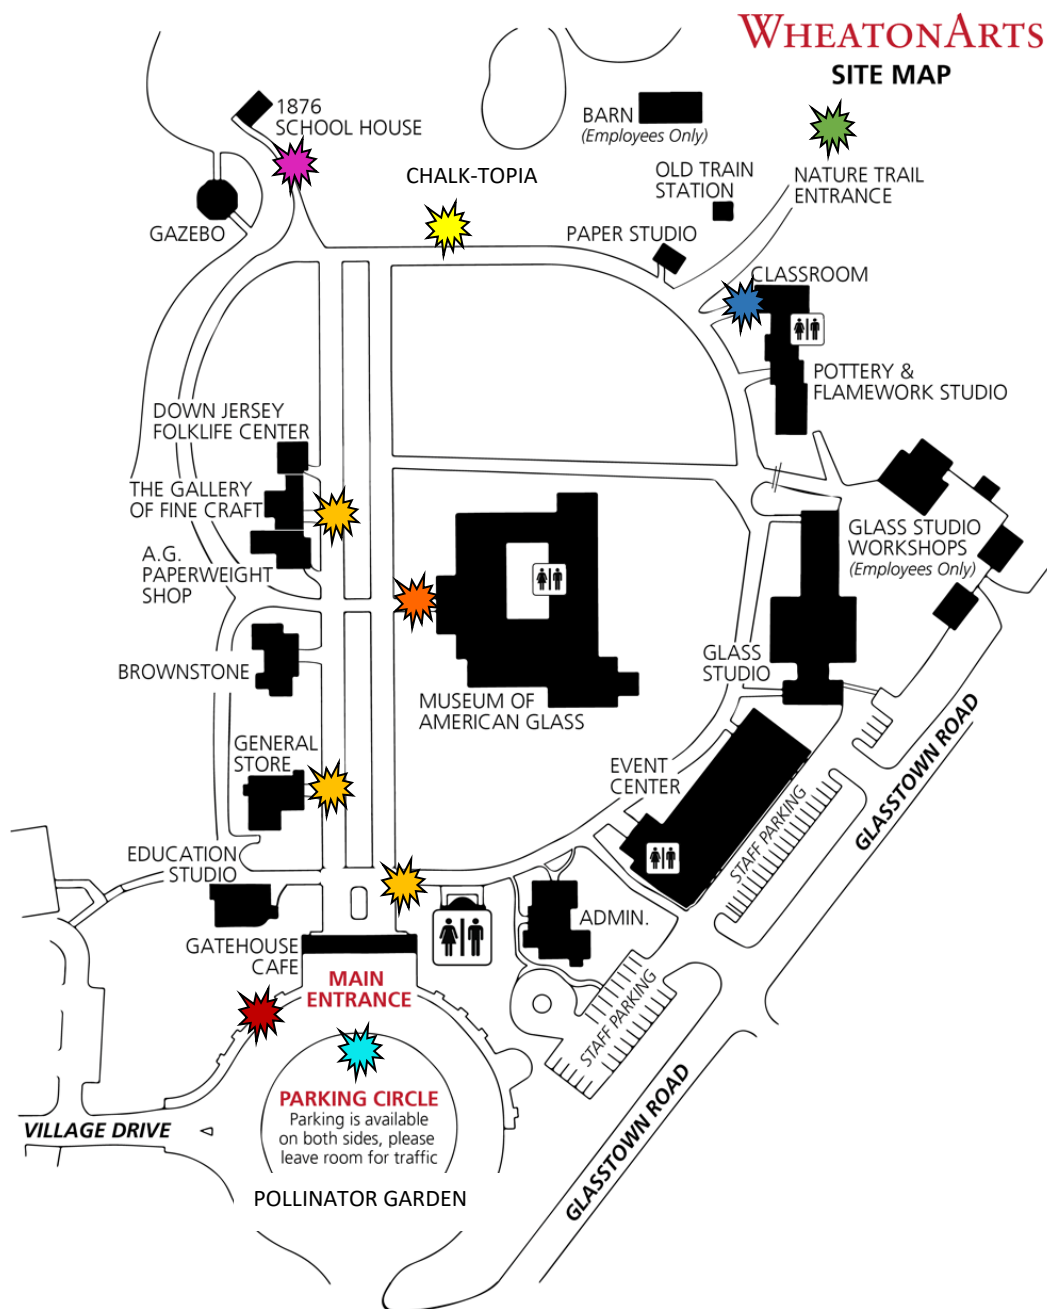 WHEATONARTS
SITE MAP
1876
SCHOOL HOUSE
BARN
(Employees Only)
CHALK-TOPIA
OLD TRAIN
STATION
NATURE TRAIL
ENTRANCE
GAZEBO
PAPER STUDIO
CLASSROOM
POTTERY &
FLAMEWORK STUDIO
DOWN JERSEY
FOLKLIFE CENTER
THE GALLERY
OF FINE CRAFT
A.G.
PAPERWEIGHT
SHOP
GLASS STUDIO
WORKSHOPS
(Employees Only)
BROWNSTONE
GLASS
STUDIO
MUSEUM OF
AMERICAN GLASS
GENERAL
STORE
EVENT
CENTER
STAFF PARKING
GLASSTOWN ROAD
EDUCATION
STUDIO
ADMIN.
GATEHOUSE
CAFE
MAIN
ENTRANCE
STAFF PARKING
PARKING CIRCLE
Parking is available
on both sides, please
leave room for traffic
VILLAGE DRIVE
GLASSTOWN ROAD
POLLINATOR GARDEN